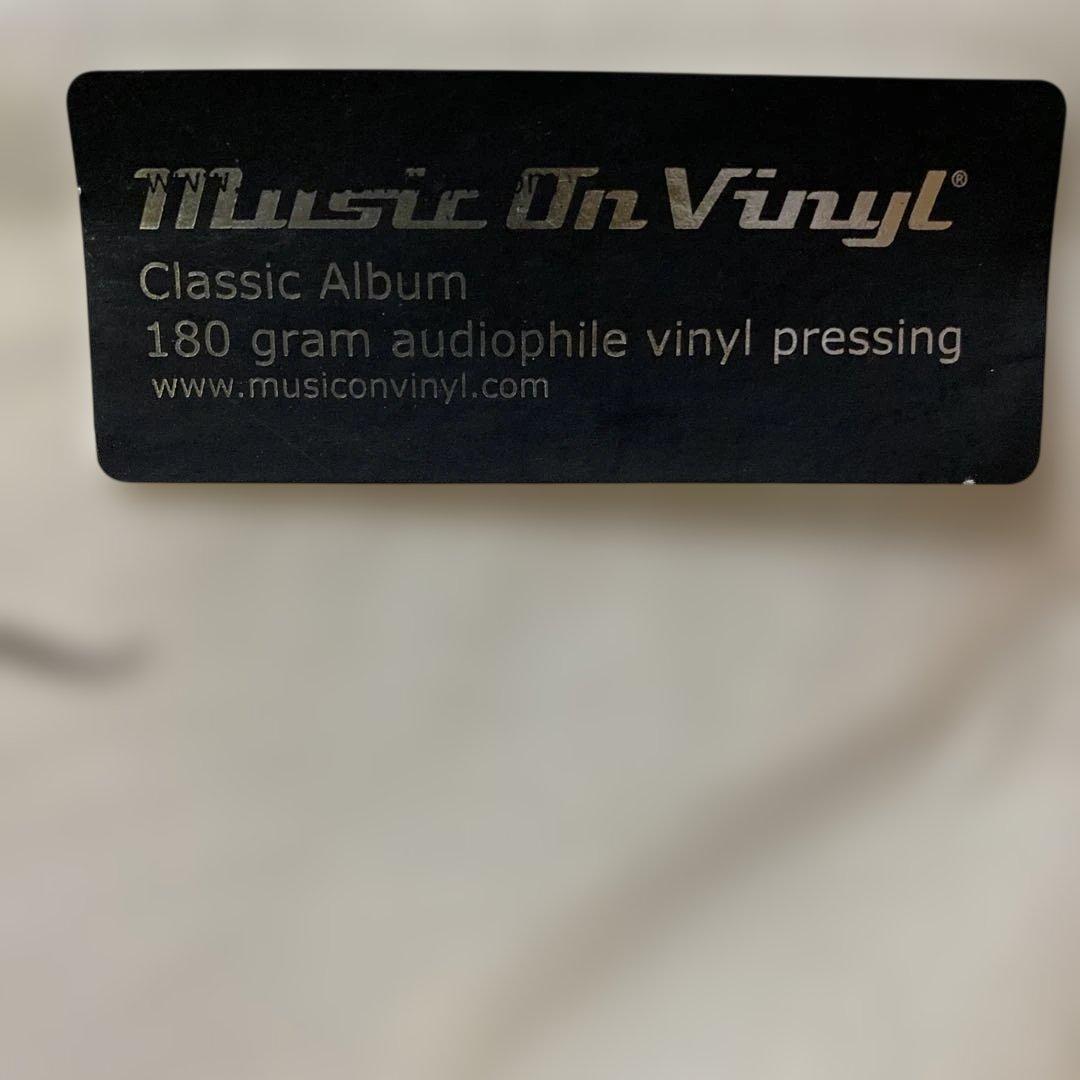 Music On Vinyl®
Classic Album
180 gram audiophile vinyl pressing
www.musiconvinyl.com